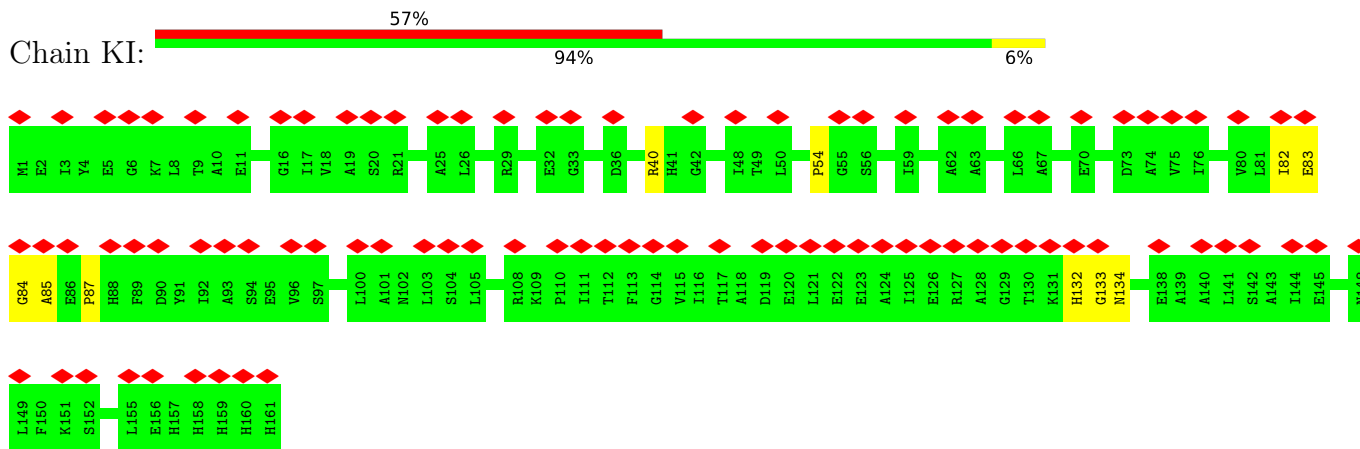 57%
Chain KI:
94% 6%
M1 E2 I3 Y4 E5 G6 K7 L8 T9 A10 E11 G16 I17 V18 A19 S20 R21 A25 L26 R29 E32 G33 D36 R40 H41 G42 I48 T49 L50 P54 G55 S56 I59 A62 A63 L66 A67 E70 D73 A74 V75 I76 V80 L81 I82 E83
G84 A85 E86 P87 H88 F89 D90 Y91 I92 A93 S94 E95 V96 S97 L100 A101 N102 L103 S104 L105 R108 K109 P110 I111 T112 F113 G114 V115 I116 T117 A118 D119 E120 L121 E122 E123 A124 I125 E126 R127 A128 G129 T130 K131 H132 G133 N134 E138 A139 A140 L141 S142 A143 I144 E145
L149 F150 K151 S152 L155 E156 H157 H158 H159 H160 H161